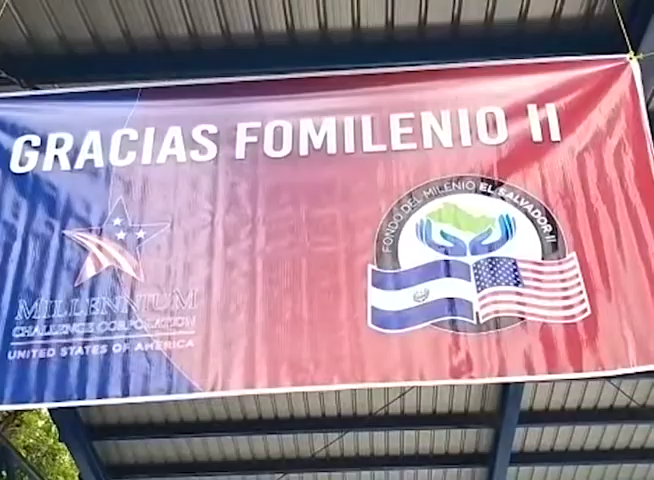 GRACIAS FOMILENIO II
FONDO DEL MILENIO EL SALVADOR-II
MILLENNIUM
CHALLENGE CORPORATION
UNITED STATES OF AMERICA